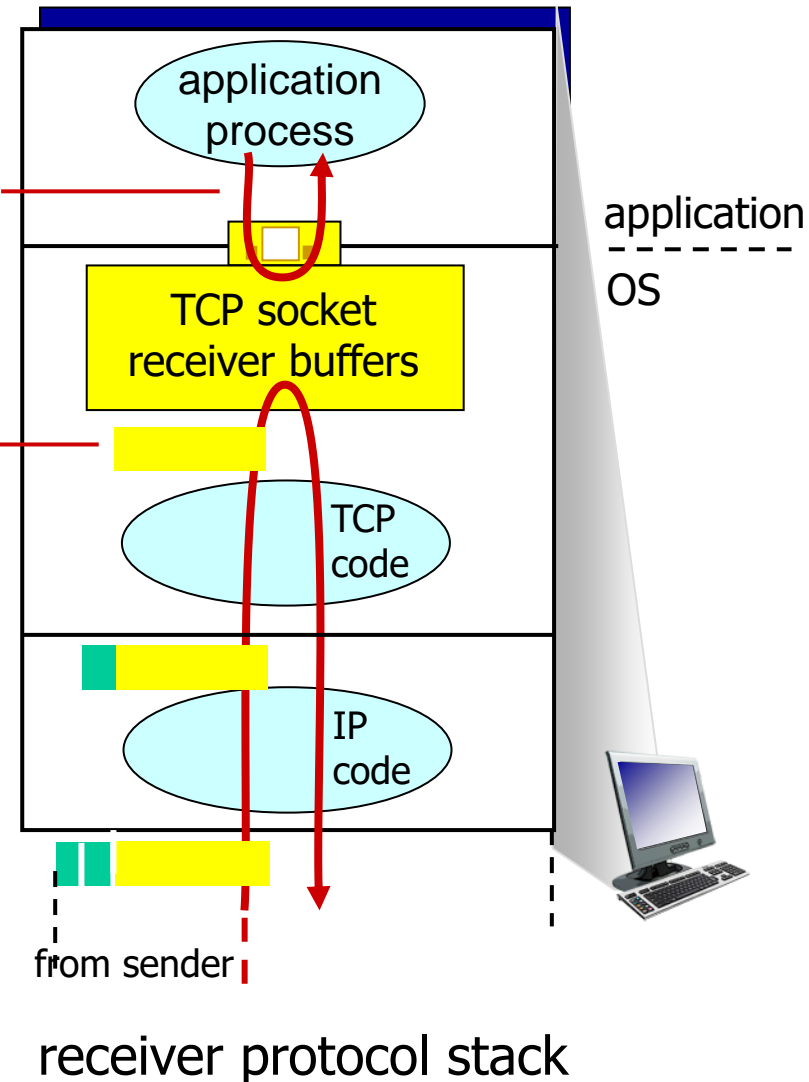 application
process
application
OS
TCP socket
receiver buffers
TCP
code
IP
code
from sender
receiver protocol stack